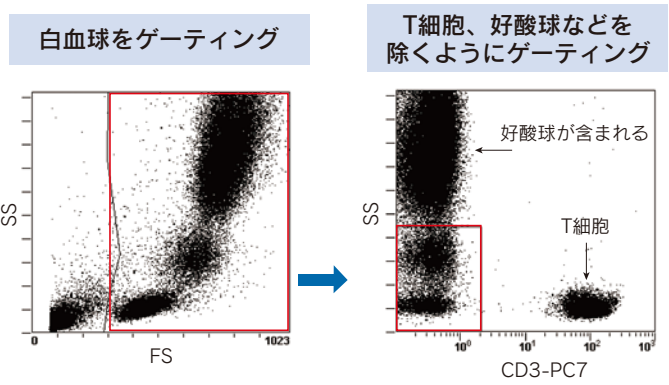 白血球をゲーティング
T細胞、好酸球などを
除くようにゲーティング
SS
0
1023
FS
SS
好酸球が含まれる
T細胞
10⁰
10¹
10²
10³
CD3-PC7